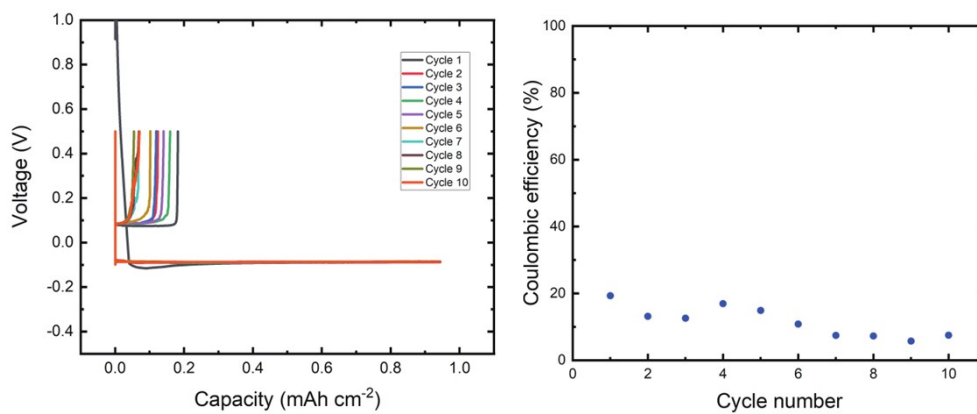 1.0
0.8
0.6
0.4
0.2
0.0
-0.2
-0.4
Voltage (V)
Cycle 1
Cycle 2
Cycle 3
Cycle 4
Cycle 5
Cycle 6
Cycle 7
Cycle 8
Cycle 9
Cycle 10
0.0 0.2 0.4 0.6 0.8 1.0
Capacity (mAh cm⁻²)
100
80
60
40
20
0
Coulombic efficiency (%)
0 2 4 6 8 10
Cycle number